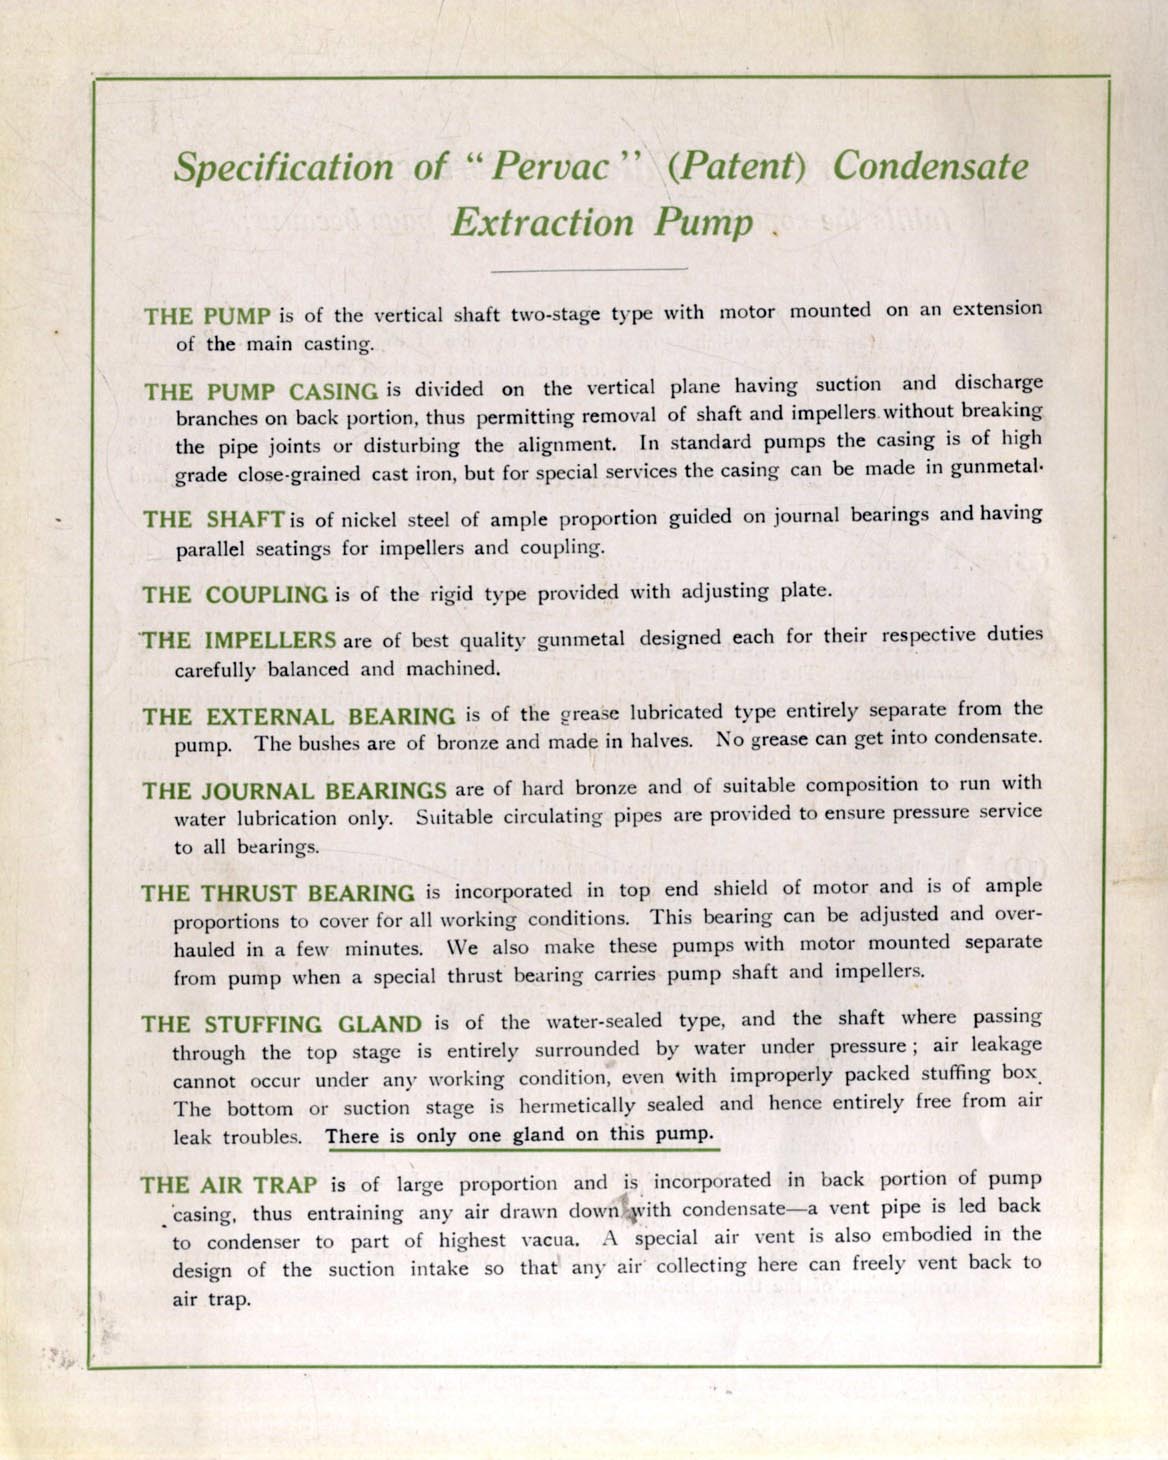 Specification of “Pervac” (Patent) Condensate
Extraction Pump
THE PUMP is of the vertical shaft two-stage type with motor mounted on an extension
of the main casting.
THE PUMP CASING is divided on the vertical plane having suction and discharge
branches on back portion, thus permitting removal of shaft and impellers without breaking
the pipe joints or disturbing the alignment. In standard pumps the casing is of high
grade close-grained cast iron, but for special services the casing can be made in gunmetal.
THE SHAFT is of nickel steel of ample proportion guided on journal bearings and having
parallel seatings for impellers and coupling.
THE COUPLING is of the rigid type provided with adjusting plate.
THE IMPELLERS are of best quality gunmetal designed each for their respective duties
carefully balanced and machined.
THE EXTERNAL BEARING is of the grease lubricated type entirely separate from the
pump. The bushes are of bronze and made in halves. No grease can get into condensate.
THE JOURNAL BEARINGS are of hard bronze and of suitable composition to run with
water lubrication only. Suitable circulating pipes are provided to ensure pressure service
to all bearings.
THE THRUST BEARING is incorporated in top end shield of motor and is of ample
proportions to cover for all working conditions. This bearing can be adjusted and over-
hauled in a few minutes. We also make these pumps with motor mounted separate
from pump when a special thrust bearing carries pump shaft and impellers.
THE STUFFING GLAND is of the water-sealed type, and the shaft where passing
through the top stage is entirely surrounded by water under pressure; air leakage
cannot occur under any working condition, even with improperly packed stuffing box.
The bottom or suction stage is hermetically sealed and hence entirely free from air
leak troubles. There is only one gland on this pump.
THE AIR TRAP is of large proportion and is incorporated in back portion of pump
casing, thus entraining any air drawn down with condensate—a vent pipe is led back
to condenser to part of highest vacua. A special air vent is also embodied in the
design of the suction intake so that any air collecting here can freely vent back to
air trap.